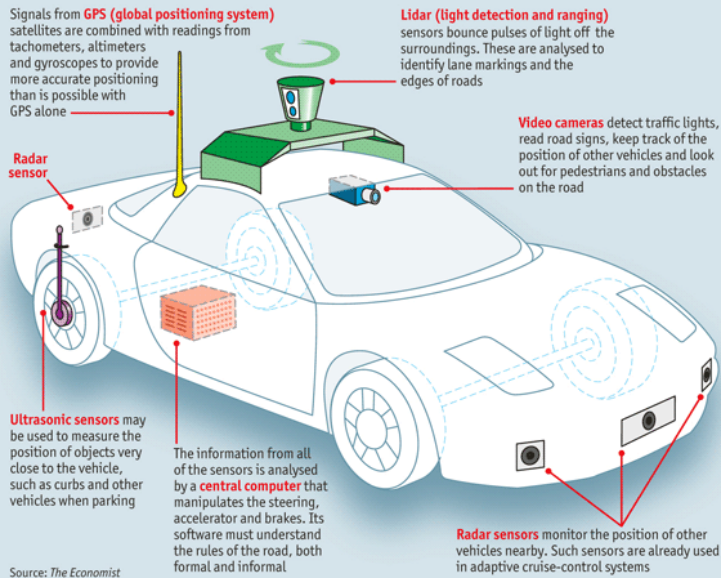 Signals from GPS (global positioning system)
satellites are combined with readings from
tachometers, altimeters
and gyroscopes to provide
more accurate positioning
than is possible with
GPS alone
Lidar (light detection and ranging)
sensors bounce pulses of light off the
surroundings. These are analysed to
identify lane markings and the
edges of roads
Video cameras detect traffic lights,
read road signs, keep track of the
position of other vehicles and look
out for pedestrians and obstacles
on the road
Radar
sensor
Ultrasonic sensors may
be used to measure the
position of objects very
close to the vehicle,
such as curbs and other
vehicles when parking
The information from all
of the sensors is analysed
by a central computer that
manipulates the steering,
accelerator and brakes. Its
software must understand
the rules of the road, both
formal and informal
Radar sensors monitor the position of other
vehicles nearby. Such sensors are already used
in adaptive cruise-control systems
Source: The Economist